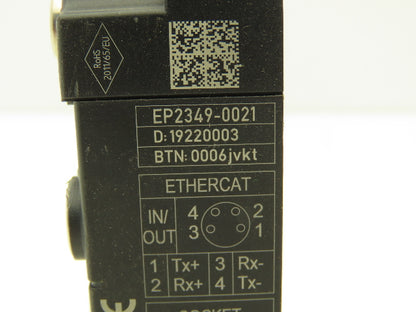 RoHS
2011/65/EU
EP2349-0021
D: 19220003
BTN: 0006jvkt
ETHERCAT
IN/ 4 2
OUT 3 1
1 Tx+ 3 Rx-
2 Rx+ 4 Tx-
SOCKET